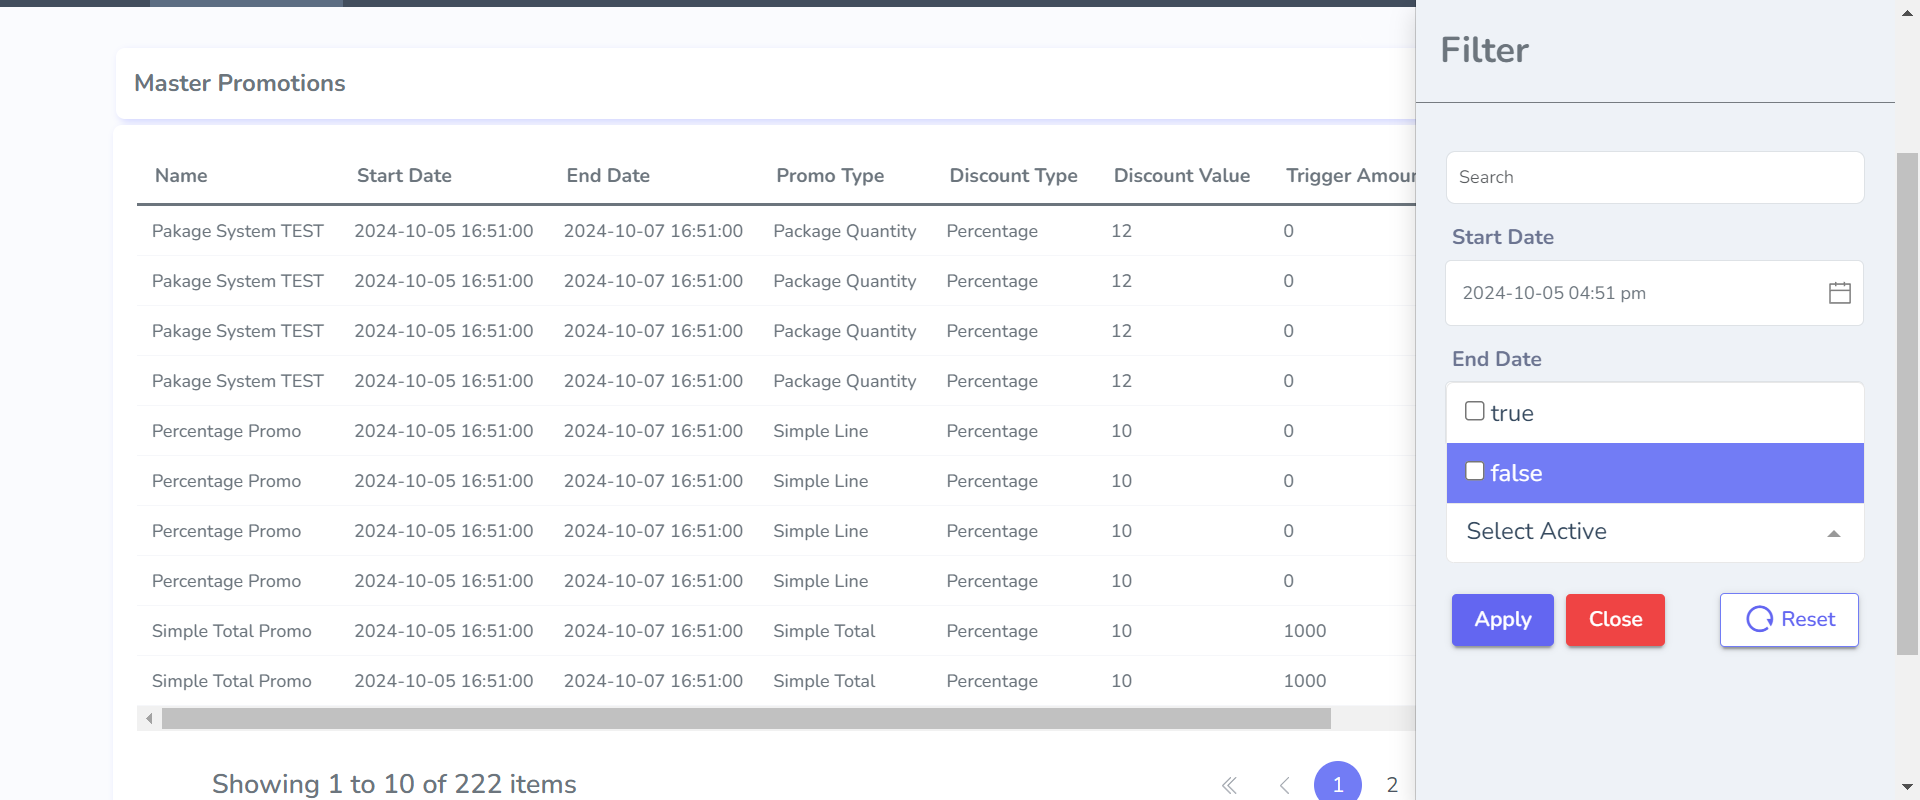 Master Promotions
Name Start Date End Date Promo Type Discount Type Discount Value Trigger Amour
Pakage System TEST 2024-10-05 16:51:00 2024-10-07 16:51:00 Package Quantity Percentage 12 0
Pakage System TEST 2024-10-05 16:51:00 2024-10-07 16:51:00 Package Quantity Percentage 12 0
Pakage System TEST 2024-10-05 16:51:00 2024-10-07 16:51:00 Package Quantity Percentage 12 0
Pakage System TEST 2024-10-05 16:51:00 2024-10-07 16:51:00 Package Quantity Percentage 12 0
Percentage Promo 2024-10-05 16:51:00 2024-10-07 16:51:00 Simple Line Percentage 10 0
Percentage Promo 2024-10-05 16:51:00 2024-10-07 16:51:00 Simple Line Percentage 10 0
Percentage Promo 2024-10-05 16:51:00 2024-10-07 16:51:00 Simple Line Percentage 10 0
Percentage Promo 2024-10-05 16:51:00 2024-10-07 16:51:00 Simple Line Percentage 10 0
Simple Total Promo 2024-10-05 16:51:00 2024-10-07 16:51:00 Simple Total Percentage 10 1000
Simple Total Promo 2024-10-05 16:51:00 2024-10-07 16:51:00 Simple Total Percentage 10 1000
Showing 1 to 10 of 222 items
1 2
Filter
Search
Start Date
2024-10-05 04:51 pm
End Date
true
false
Select Active
Apply Close Reset